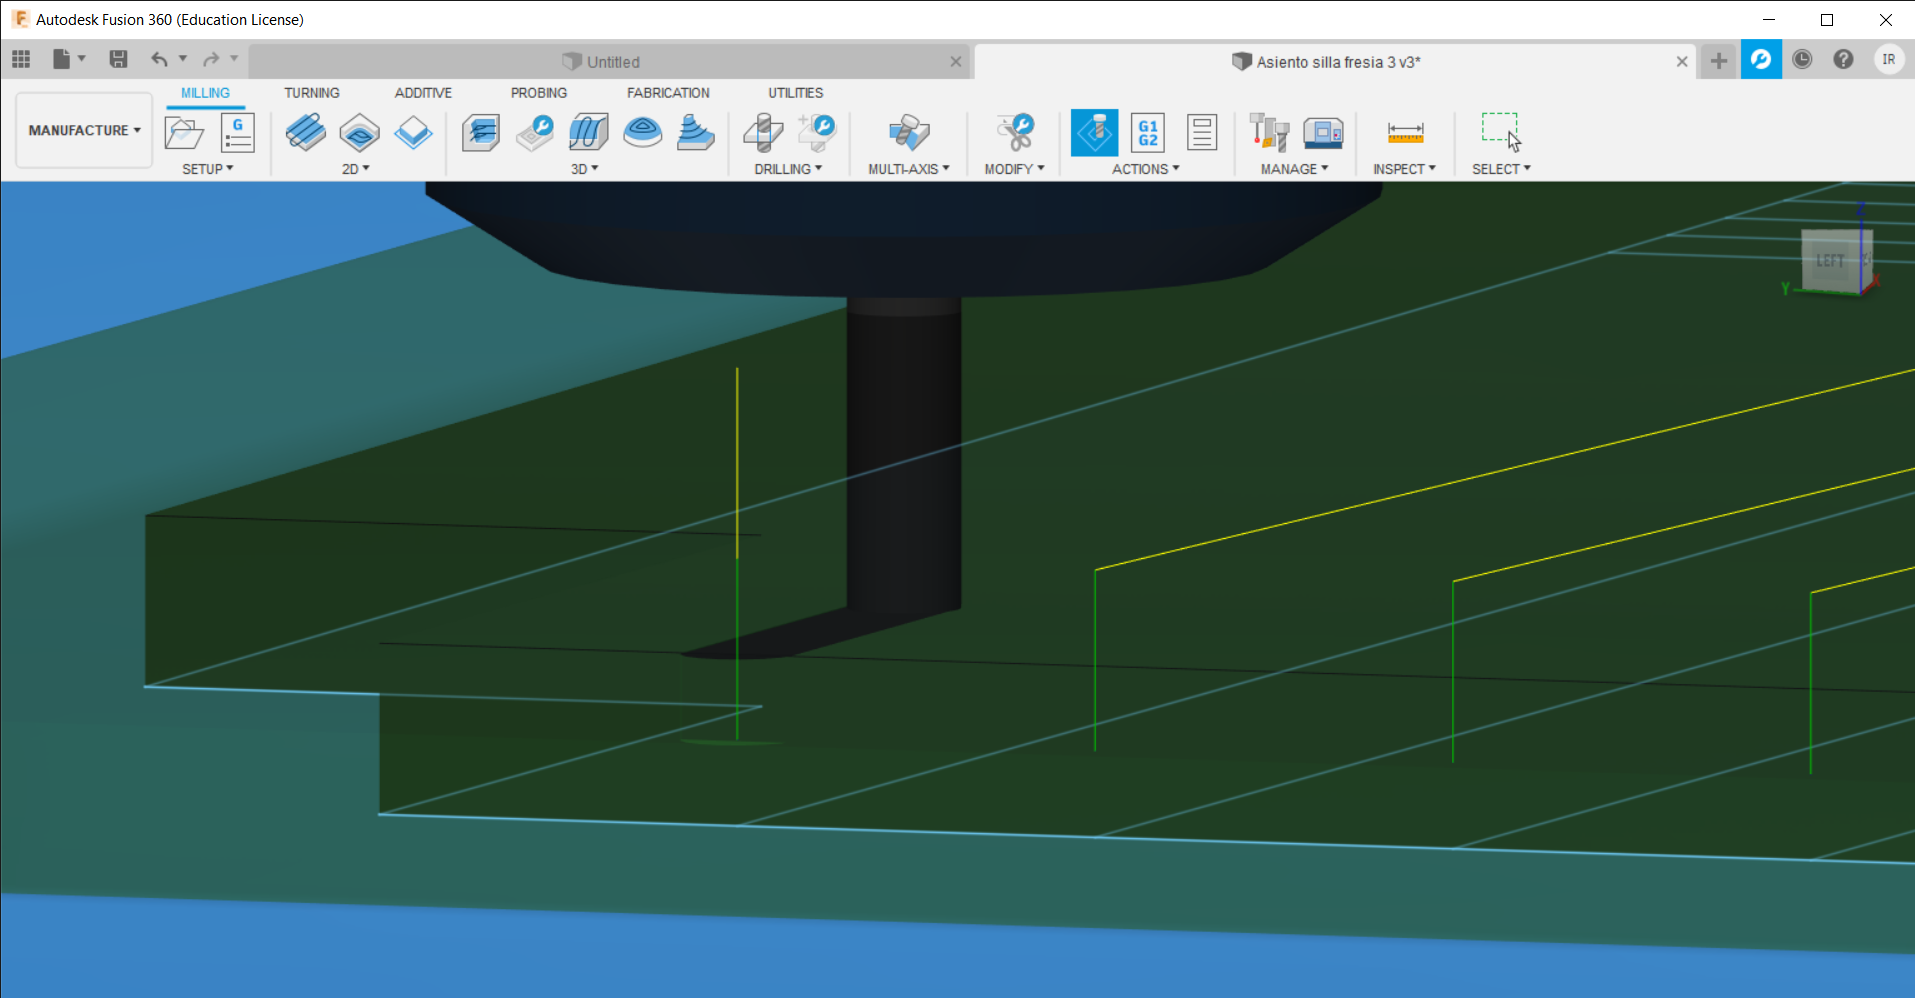 Autodesk Fusion 360 (Education License)
Untitled
Asiento silla fresia 3 v3*
IR
MILLING TURNING ADDITIVE PROBING FABRICATION UTILITIES
MANUFACTURE
G
G1
G2
SETUP 2D 3D DRILLING MULTI-AXIS MODIFY ACTIONS MANAGE INSPECT SELECT
Z
LEFT
Y
X